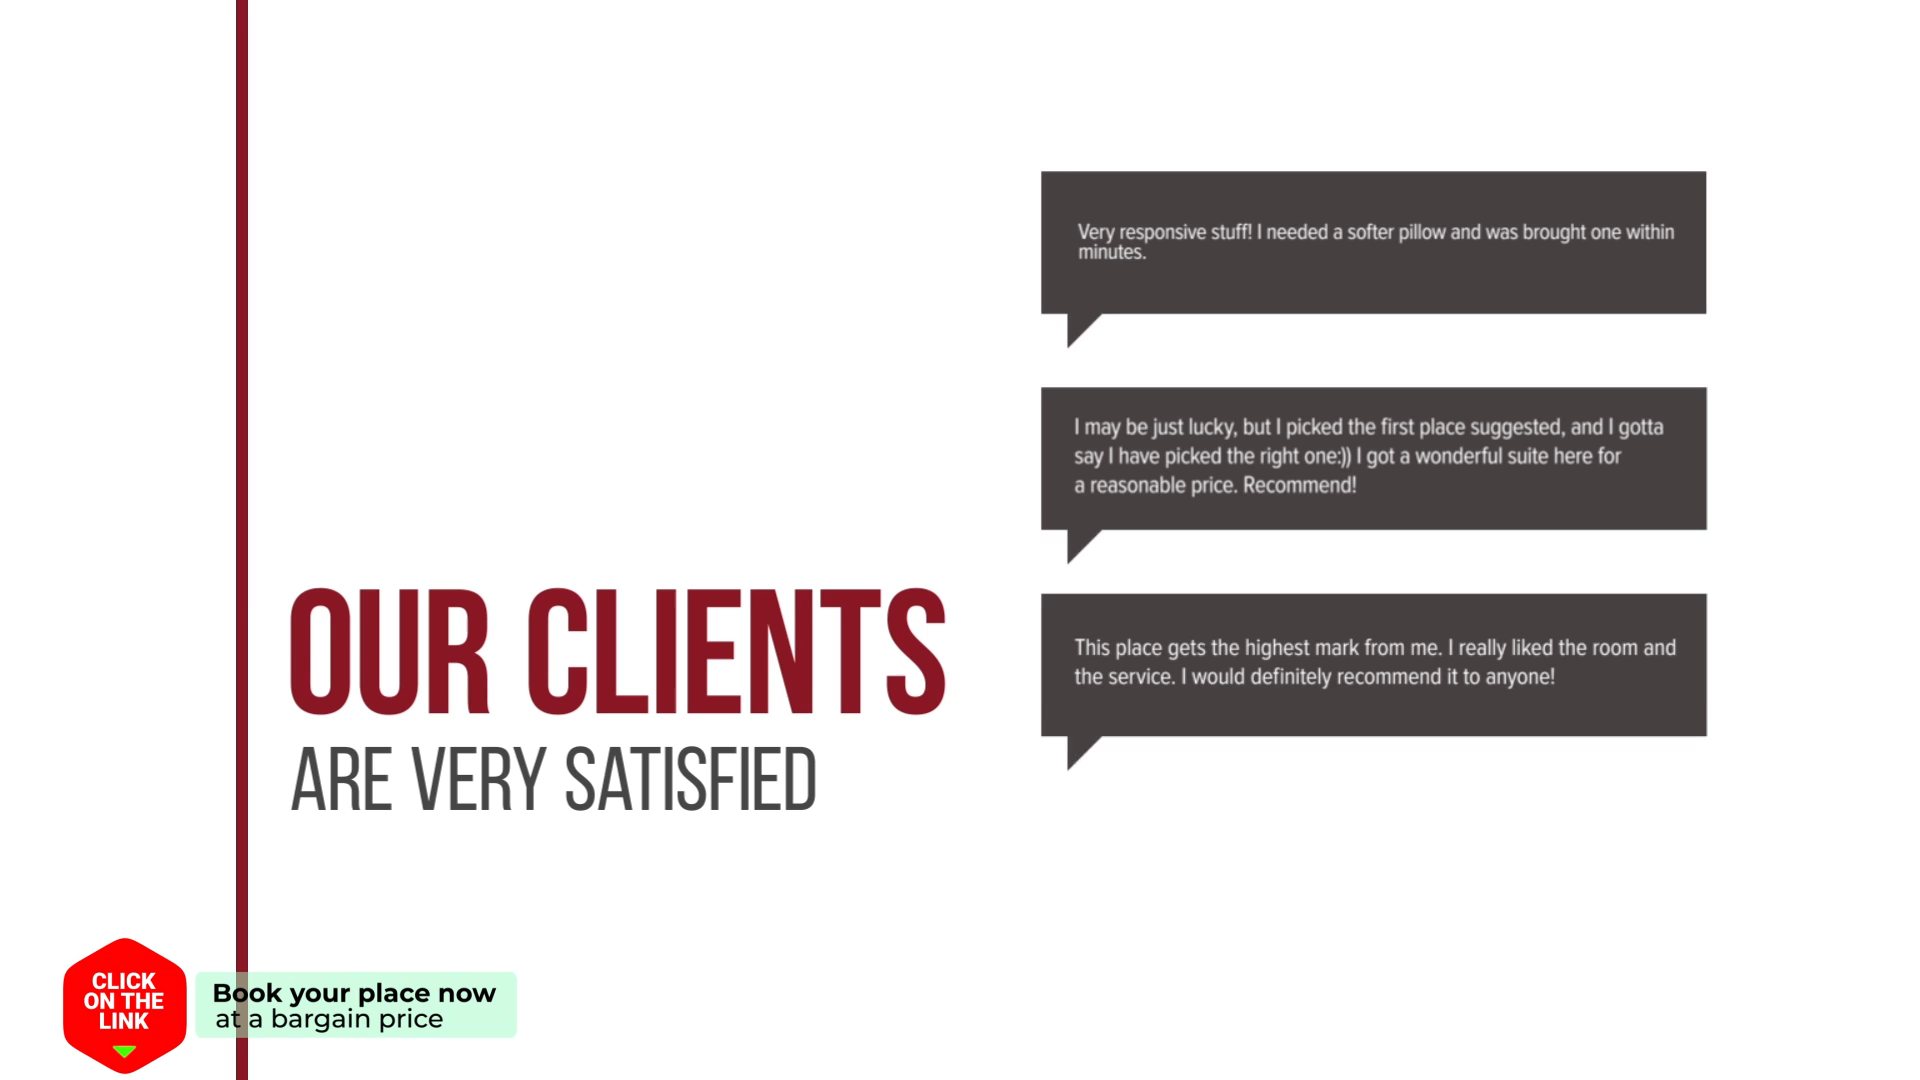 Very responsive stuff! I needed a softer pillow and was brought one within
minutes.
I may be just lucky, but I picked the first place suggested, and I gotta
say I have picked the right one:)) I got a wonderful suite here for
a reasonable price. Recommend!
This place gets the highest mark from me. I really liked the room and
the service. I would definitely recommend it to anyone!
OUR CLIENTS
ARE VERY SATISFIED
CLICK
ON THE
LINK
Book your place now
at a bargain price